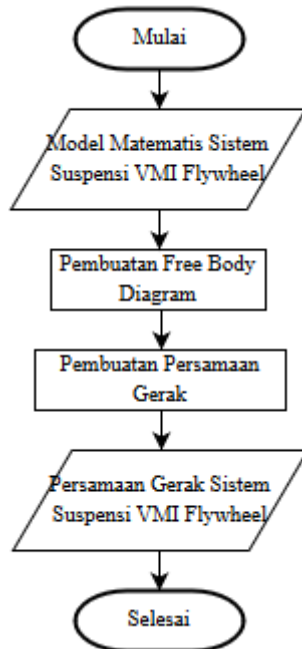 Mulai
Model Matematis Sistem
Suspensi VMI Flywheel
Pembuatan Free Body
Diagram
Pembuatan Persamaan
Gerak
Persamaan Gerak Sistem
Suspensi VMI Flywheel
Selesai